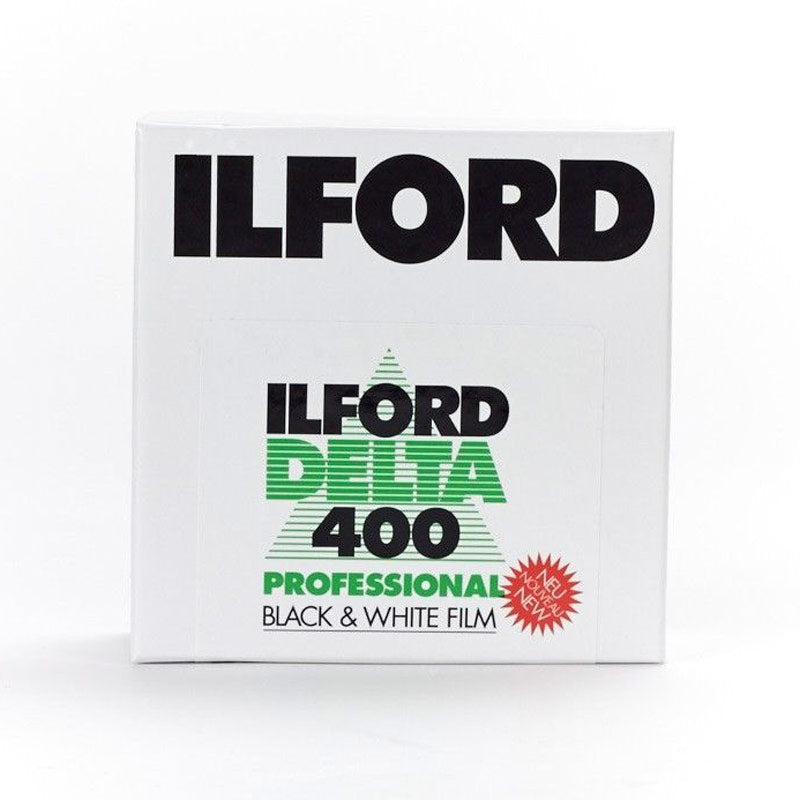 ILFORD
ILFORD
DELTA
400
PROFESSIONAL
BLACK & WHITE FILM
NEU
NOUVEAU
NEW